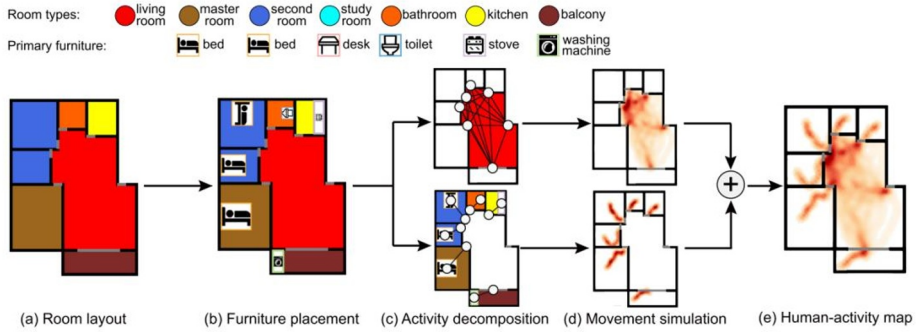 Room types: living room master room second room study room bathroom kitchen balcony
Primary furniture: bed bed desk toilet stove washing machine
(a) Room layout (b) Furniture placement (c) Activity decomposition (d) Movement simulation (e) Human-activity map